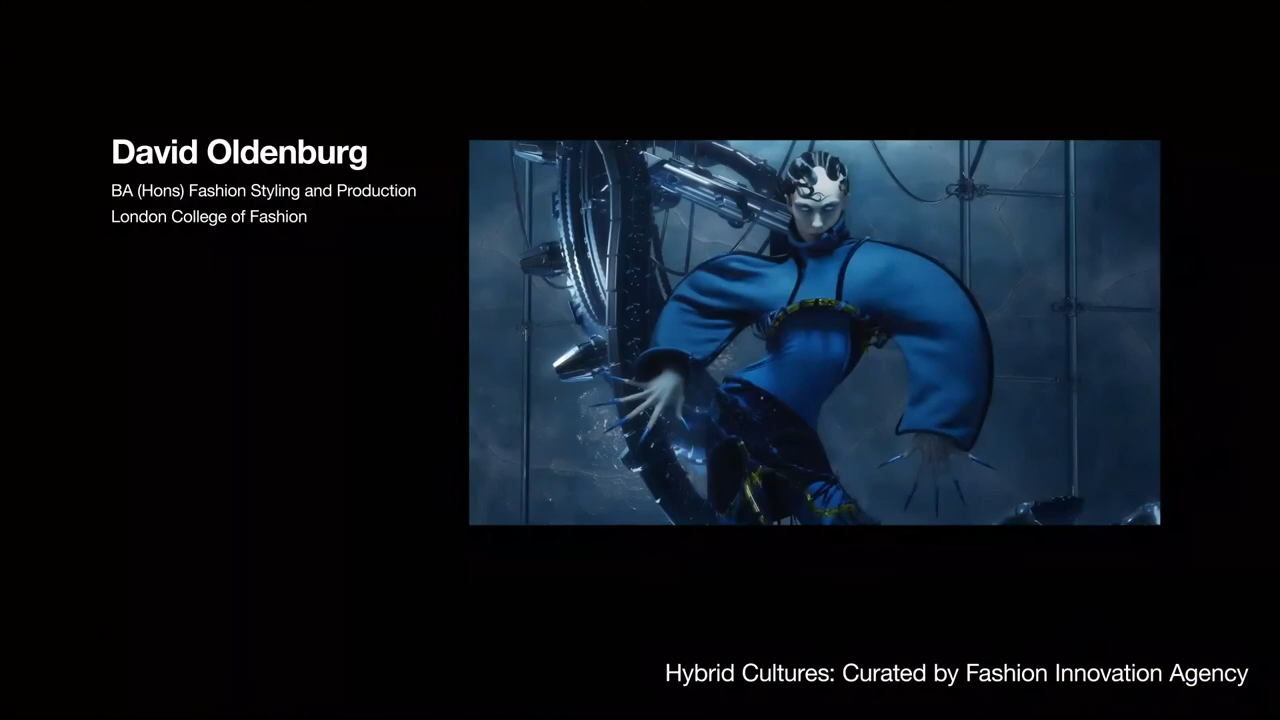 David Oldenburg
BA (Hons) Fashion Styling and Production
London College of Fashion
Hybrid Cultures: Curated by Fashion Innovation Agency